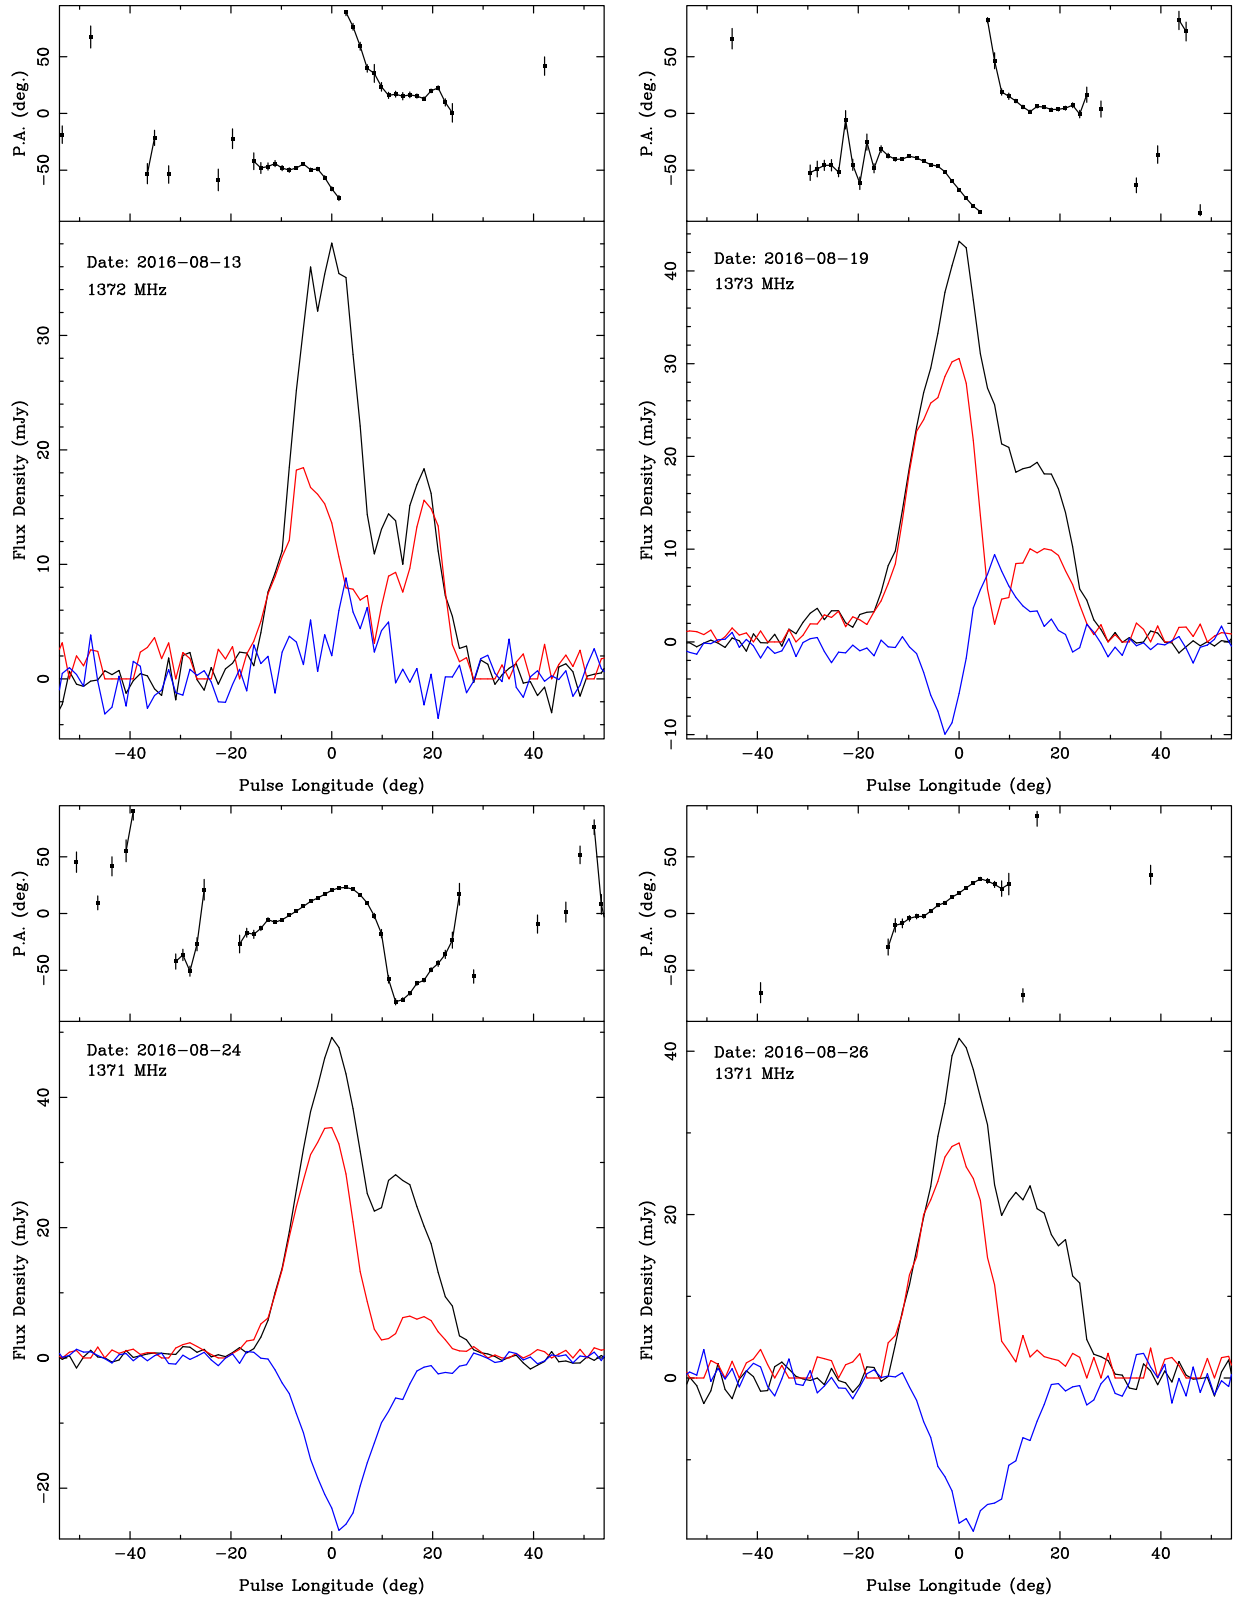 P.A. (deg.)
50
0
−50
Date: 2016−08−13
1372 MHz
Flux Density (mJy)
30
20
10
0
−40 −20 0 20 40
Pulse Longitude (deg)
P.A. (deg.)
50
0
−50
Date: 2016−08−19
1373 MHz
Flux Density (mJy)
40
30
20
10
0
−10
−40 −20 0 20 40
Pulse Longitude (deg)
P.A. (deg.)
50
0
−50
Date: 2016−08−24
1371 MHz
Flux Density (mJy)
40
20
0
−20
−40 −20 0 20 40
Pulse Longitude (deg)
P.A. (deg.)
50
0
−50
Date: 2016−08−26
1371 MHz
Flux Density (mJy)
40
20
0
−40 −20 0 20 40
Pulse Longitude (deg)